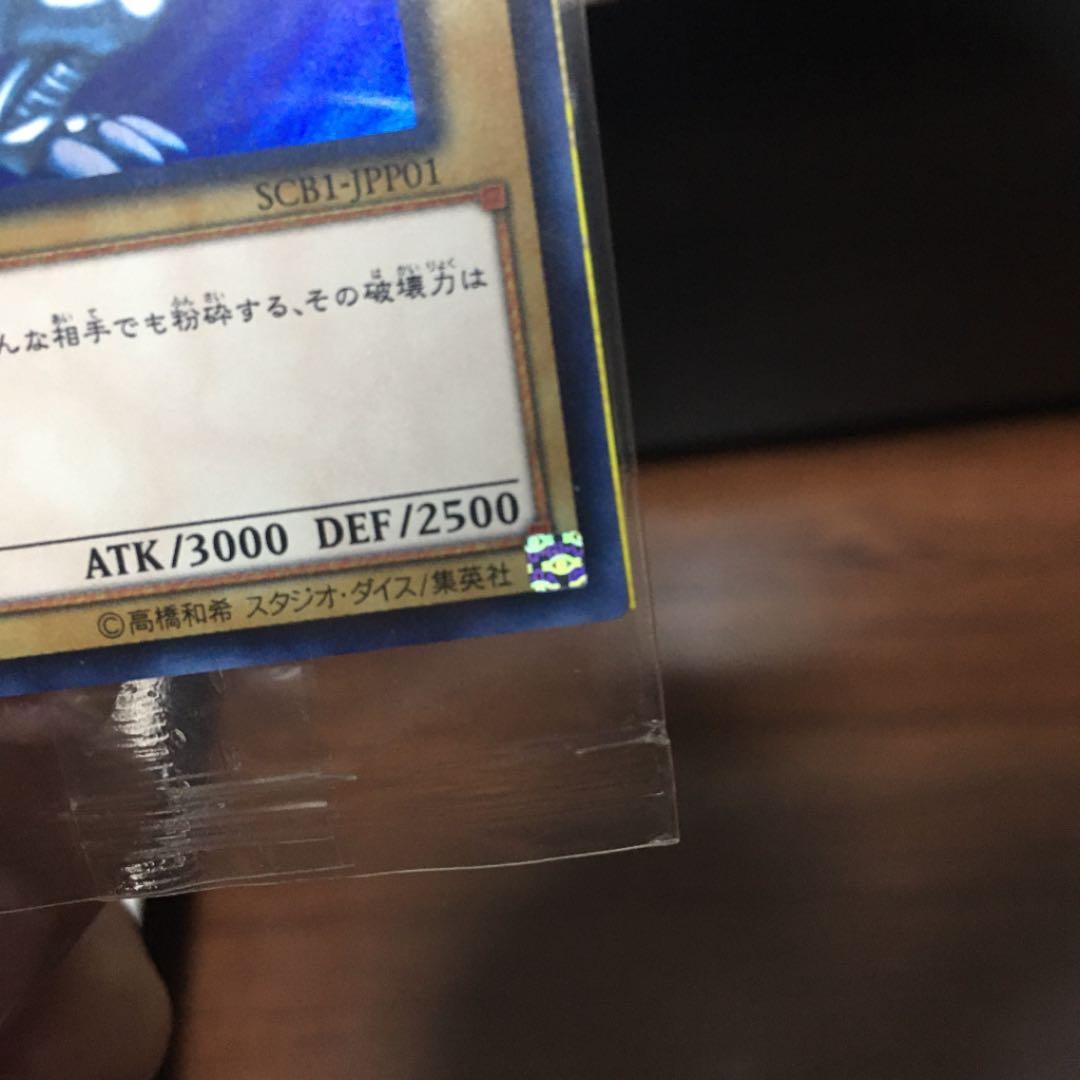 SCB1-JPP01
んな相手でも粉砕する、その破壊力は
ATK/3000 DEF/2500
©高橋和希 スタジオ・ダイス/集英社